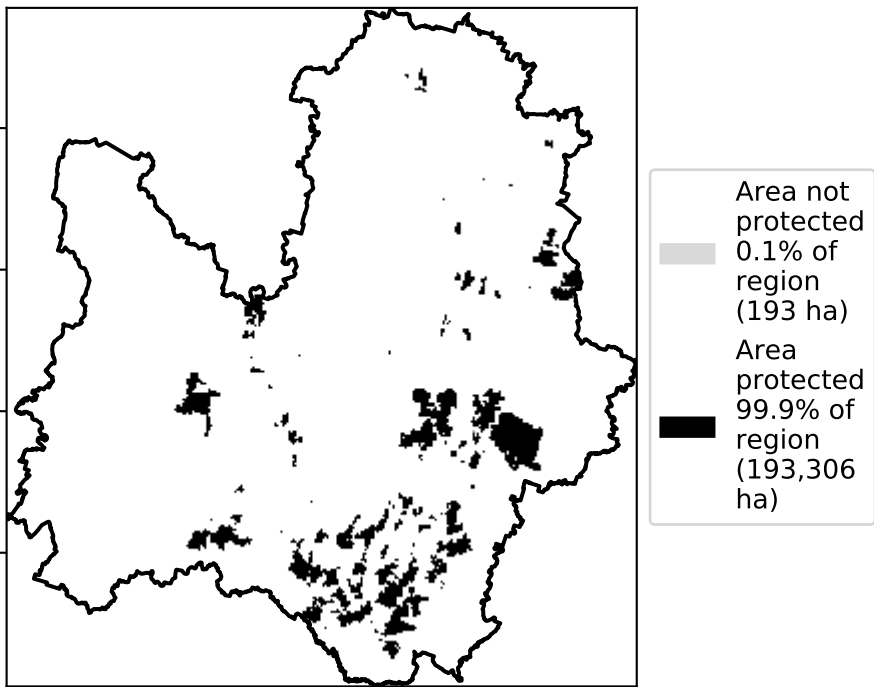 Area not
protected
0.1% of
region
(193 ha)
Area
protected
99.9% of
region
(193,306
ha)